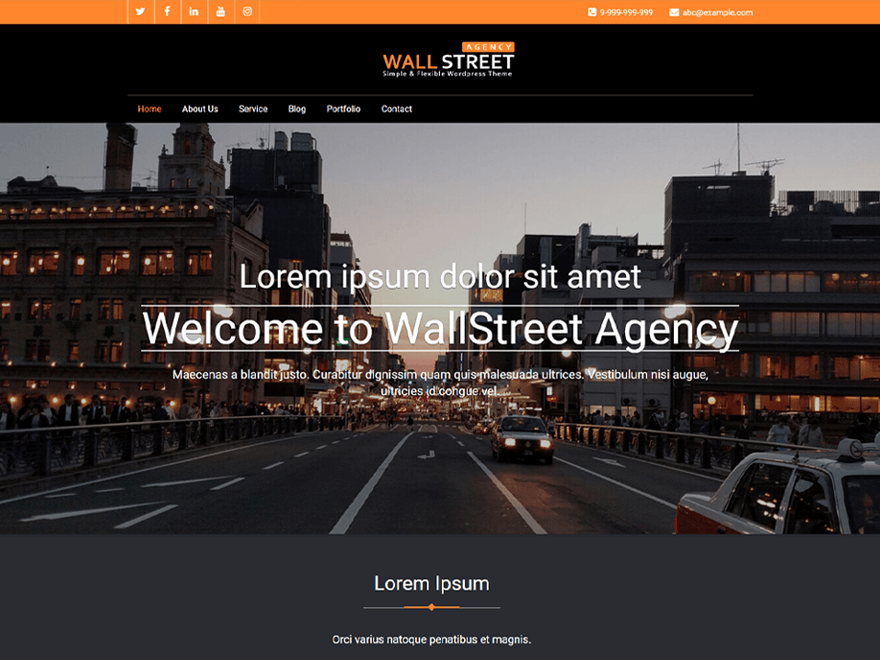 9-999-999-999 abc@example.com
AGENCY
WALL STREET
Simple & Flexible Wordpress Theme
Home About Us Service Blog Portfolio Contact
Lorem ipsum dolor sit amet
Welcome to WallStreet Agency
Maecenas a blandit justo. Curabitur dignissim quam quis malesuada ultrices. Vestibulum nisi augue,
ultricies id congue vel.
Lorem Ipsum
Orci varius natoque penatibus et magnis.